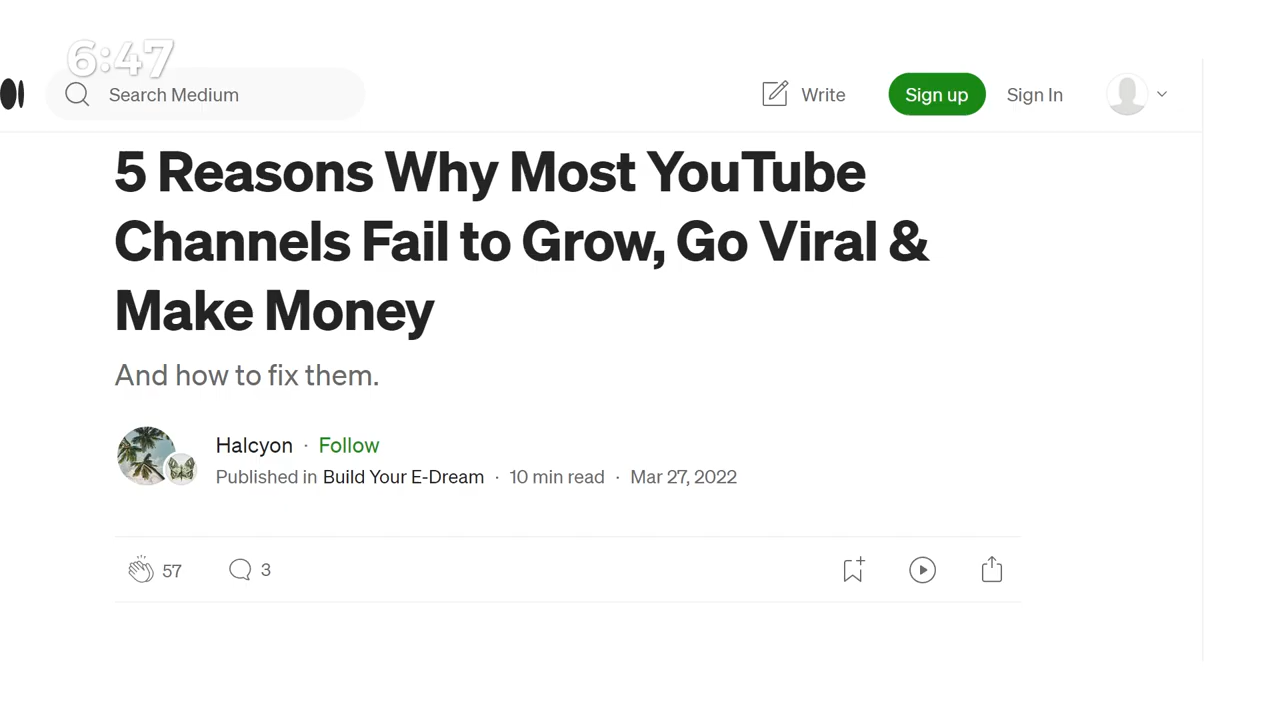 6:47
Search Medium
Write
Sign up
Sign In
5 Reasons Why Most YouTube
Channels Fail to Grow, Go Viral &
Make Money
And how to fix them.
Halcyon · Follow
Published in Build Your E-Dream · 10 min read · Mar 27, 2022
57
3